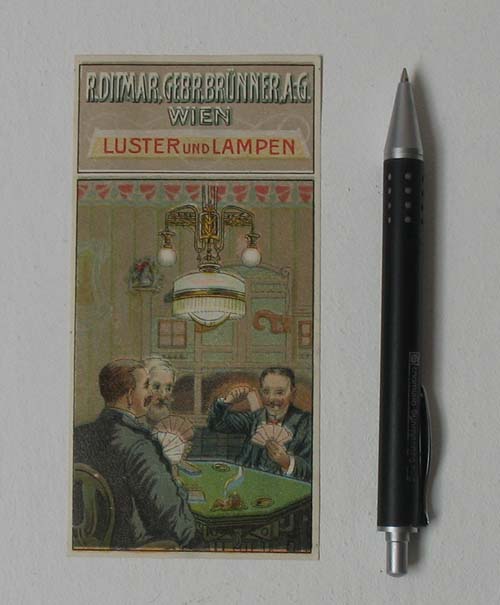 R. DITMAR, GEBR. BRÜNNER, A.-G.
WIEN
LUSTER UND LAMPEN